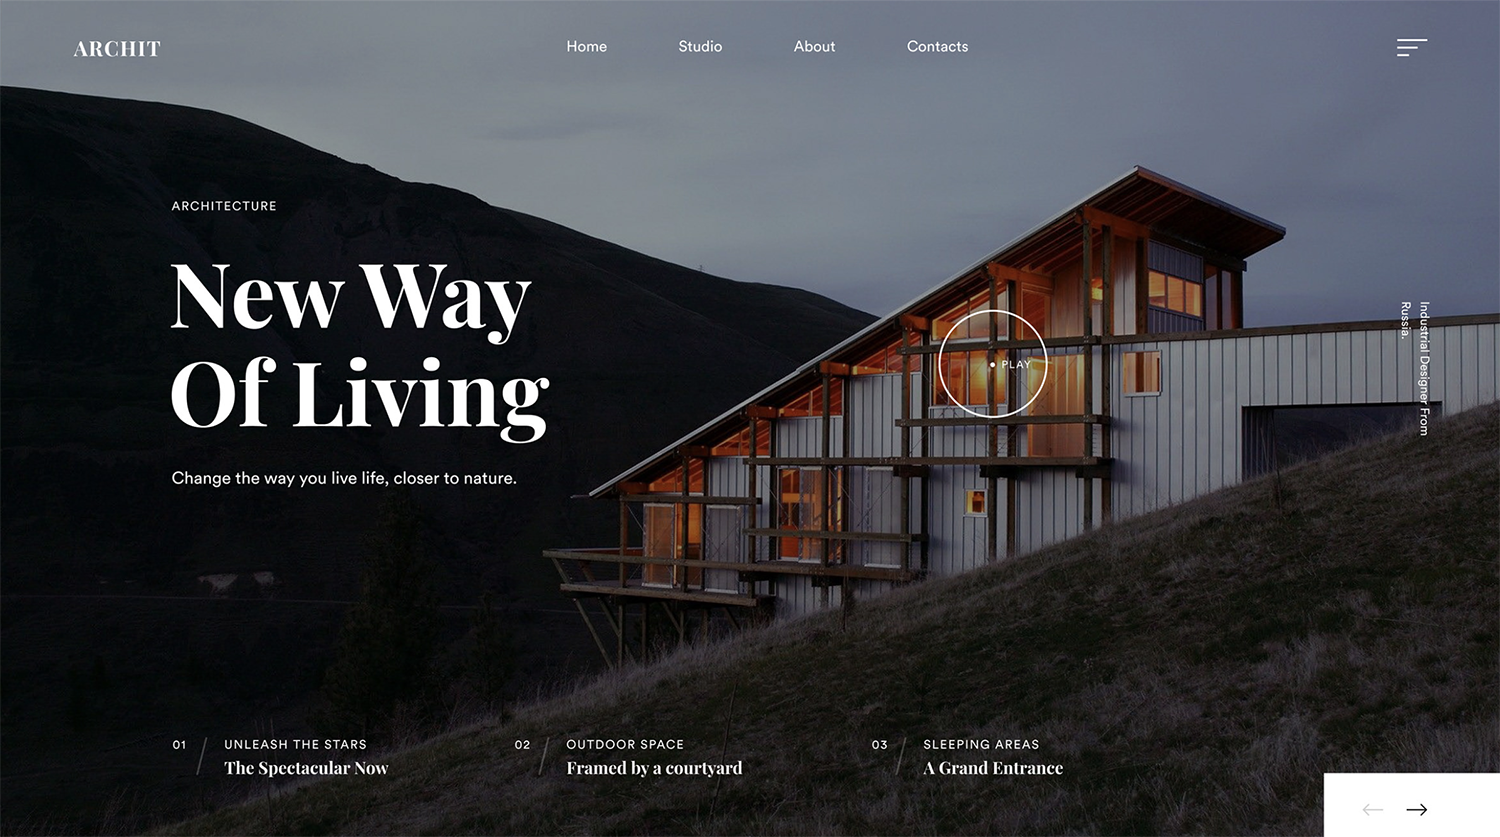 ARCHIT
Home
Studio
About
Contacts
ARCHITECTURE
New Way
Of Living
Change the way you live life, closer to nature.
PLAY
Industrial Designer From
Russia.
01
UNLEASH THE STARS
The Spectacular Now
02
OUTDOOR SPACE
Framed by a courtyard
03
SLEEPING AREAS
A Grand Entrance